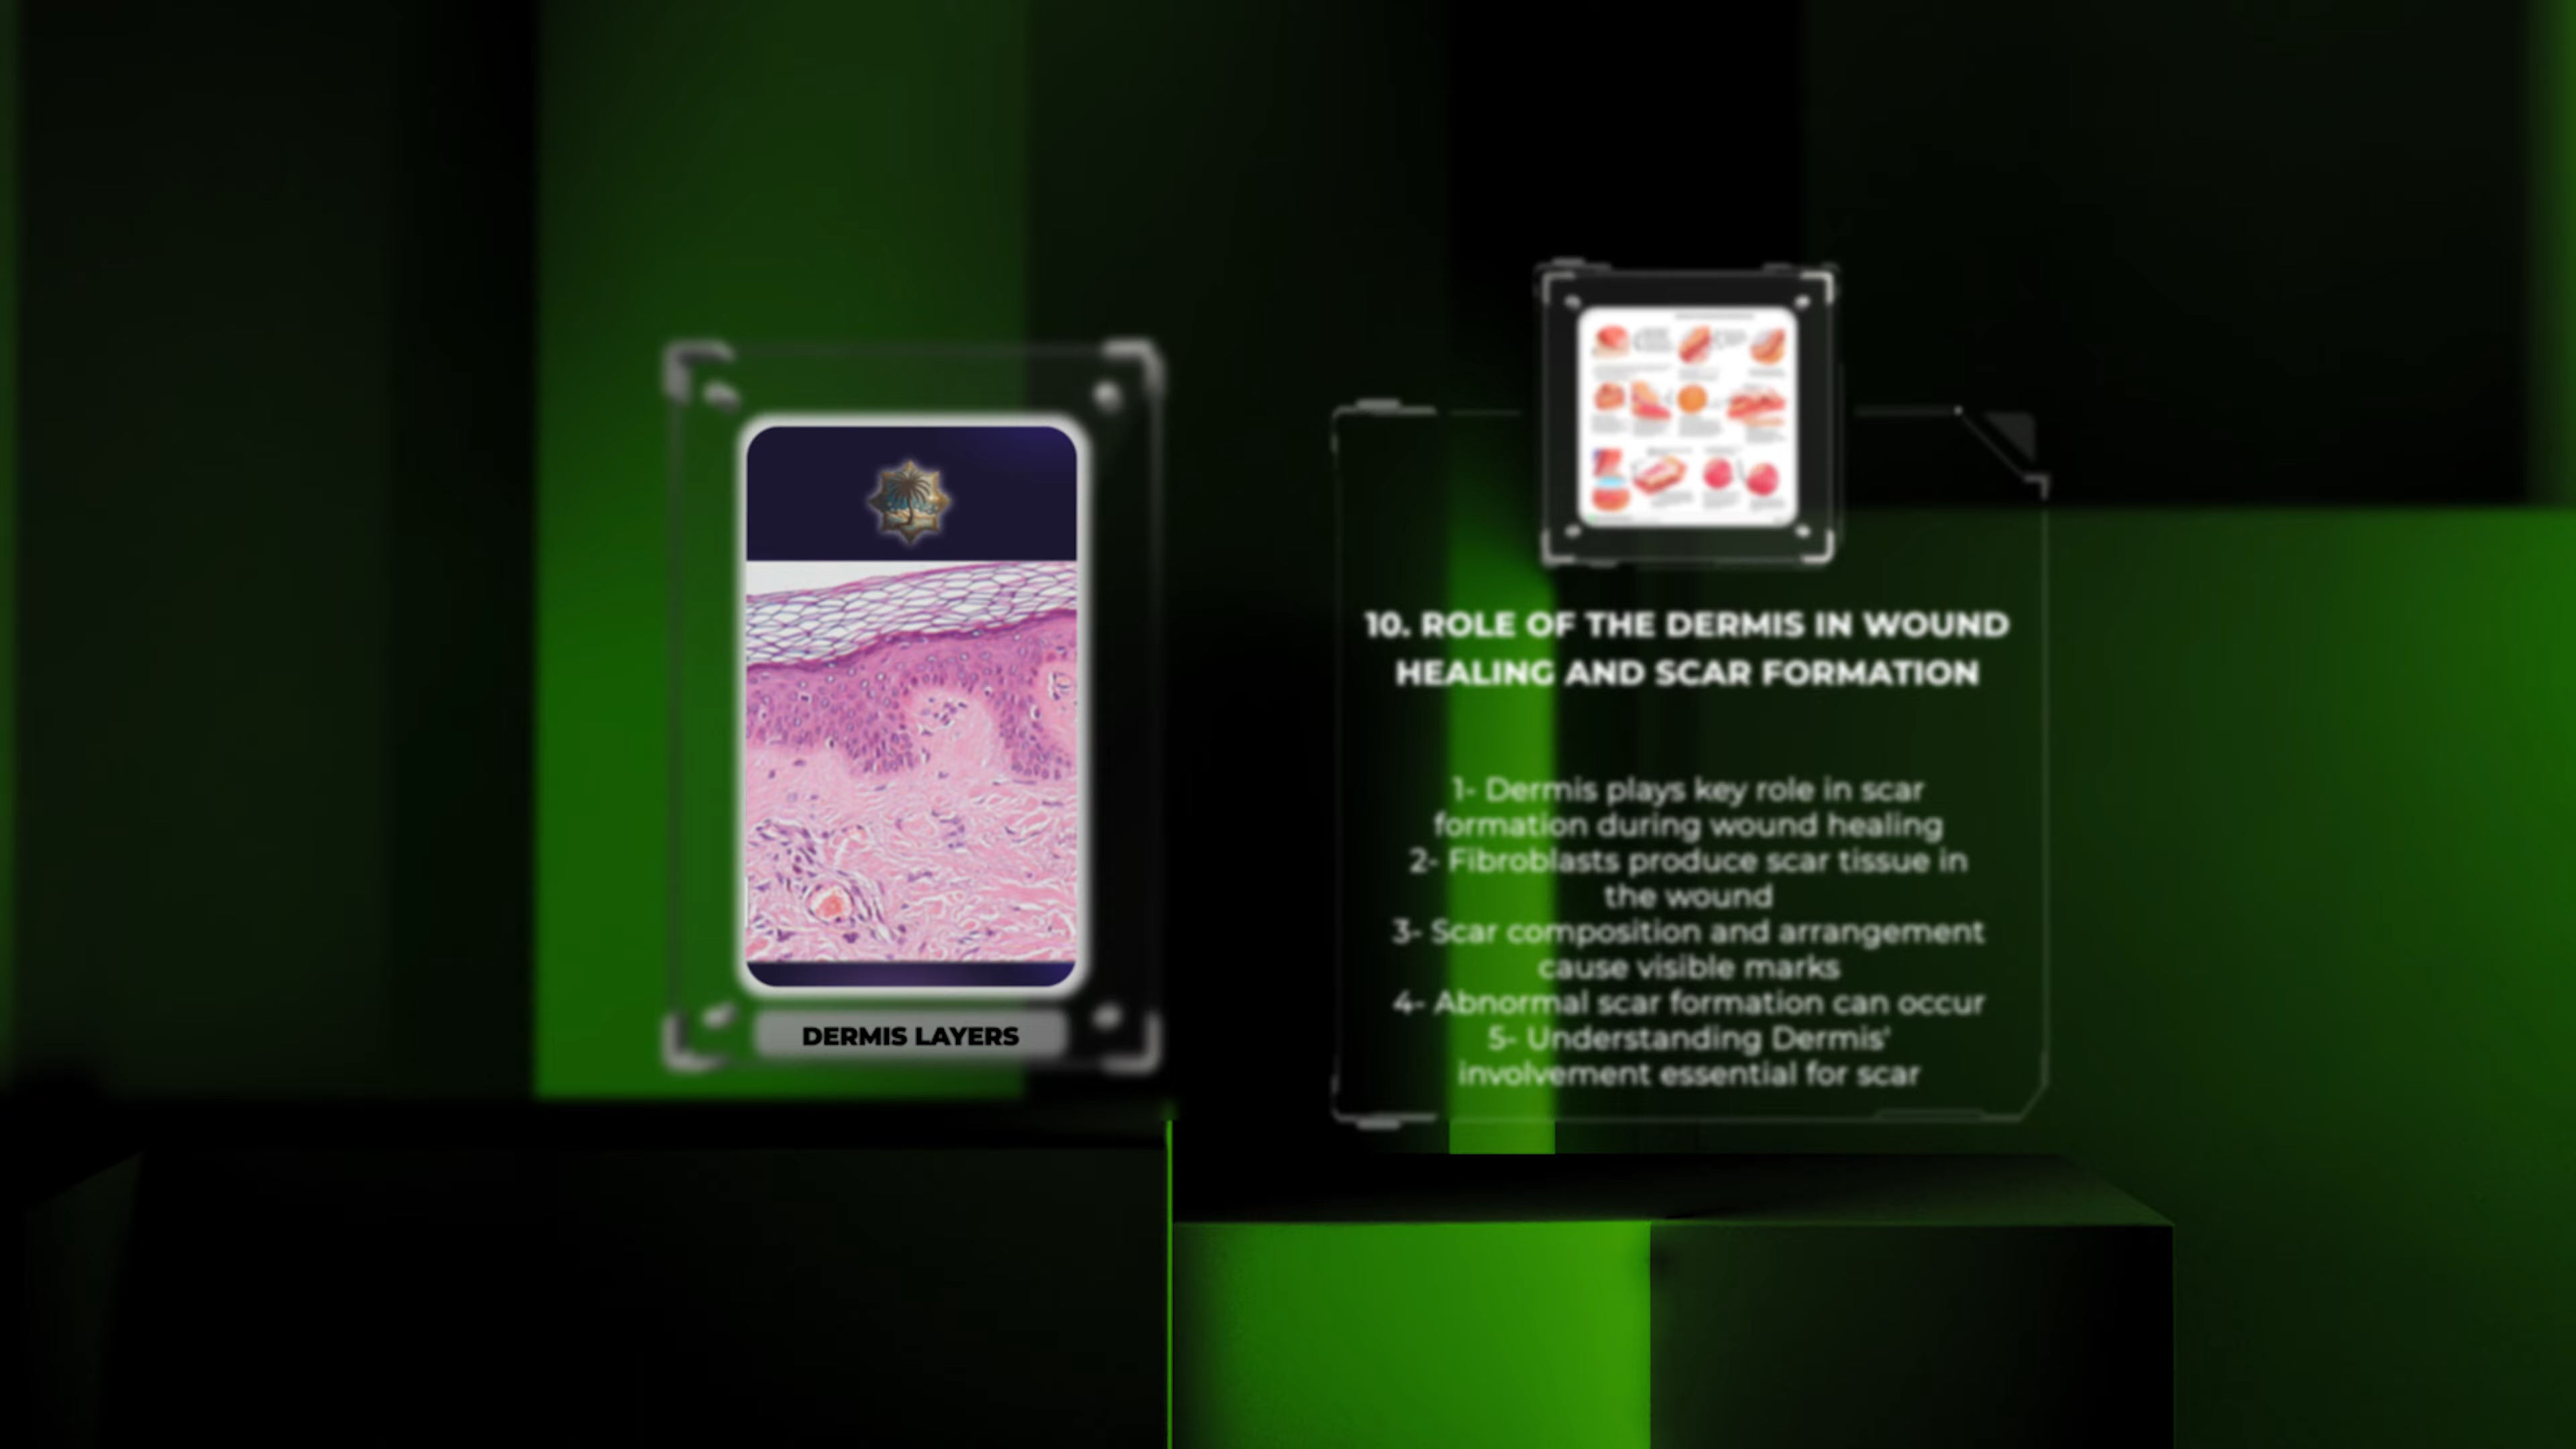 DERMIS LAYERS
10. ROLE OF THE DERMIS IN WOUND
HEALING AND SCAR FORMATION
1- Dermis plays key role in scar
formation during wound healing
2- Fibroblasts produce scar tissue in
the wound
3- Scar composition and arrangement
cause visible marks
4- Abnormal scar formation can occur
5- Understanding Dermis'
involvement essential for scar